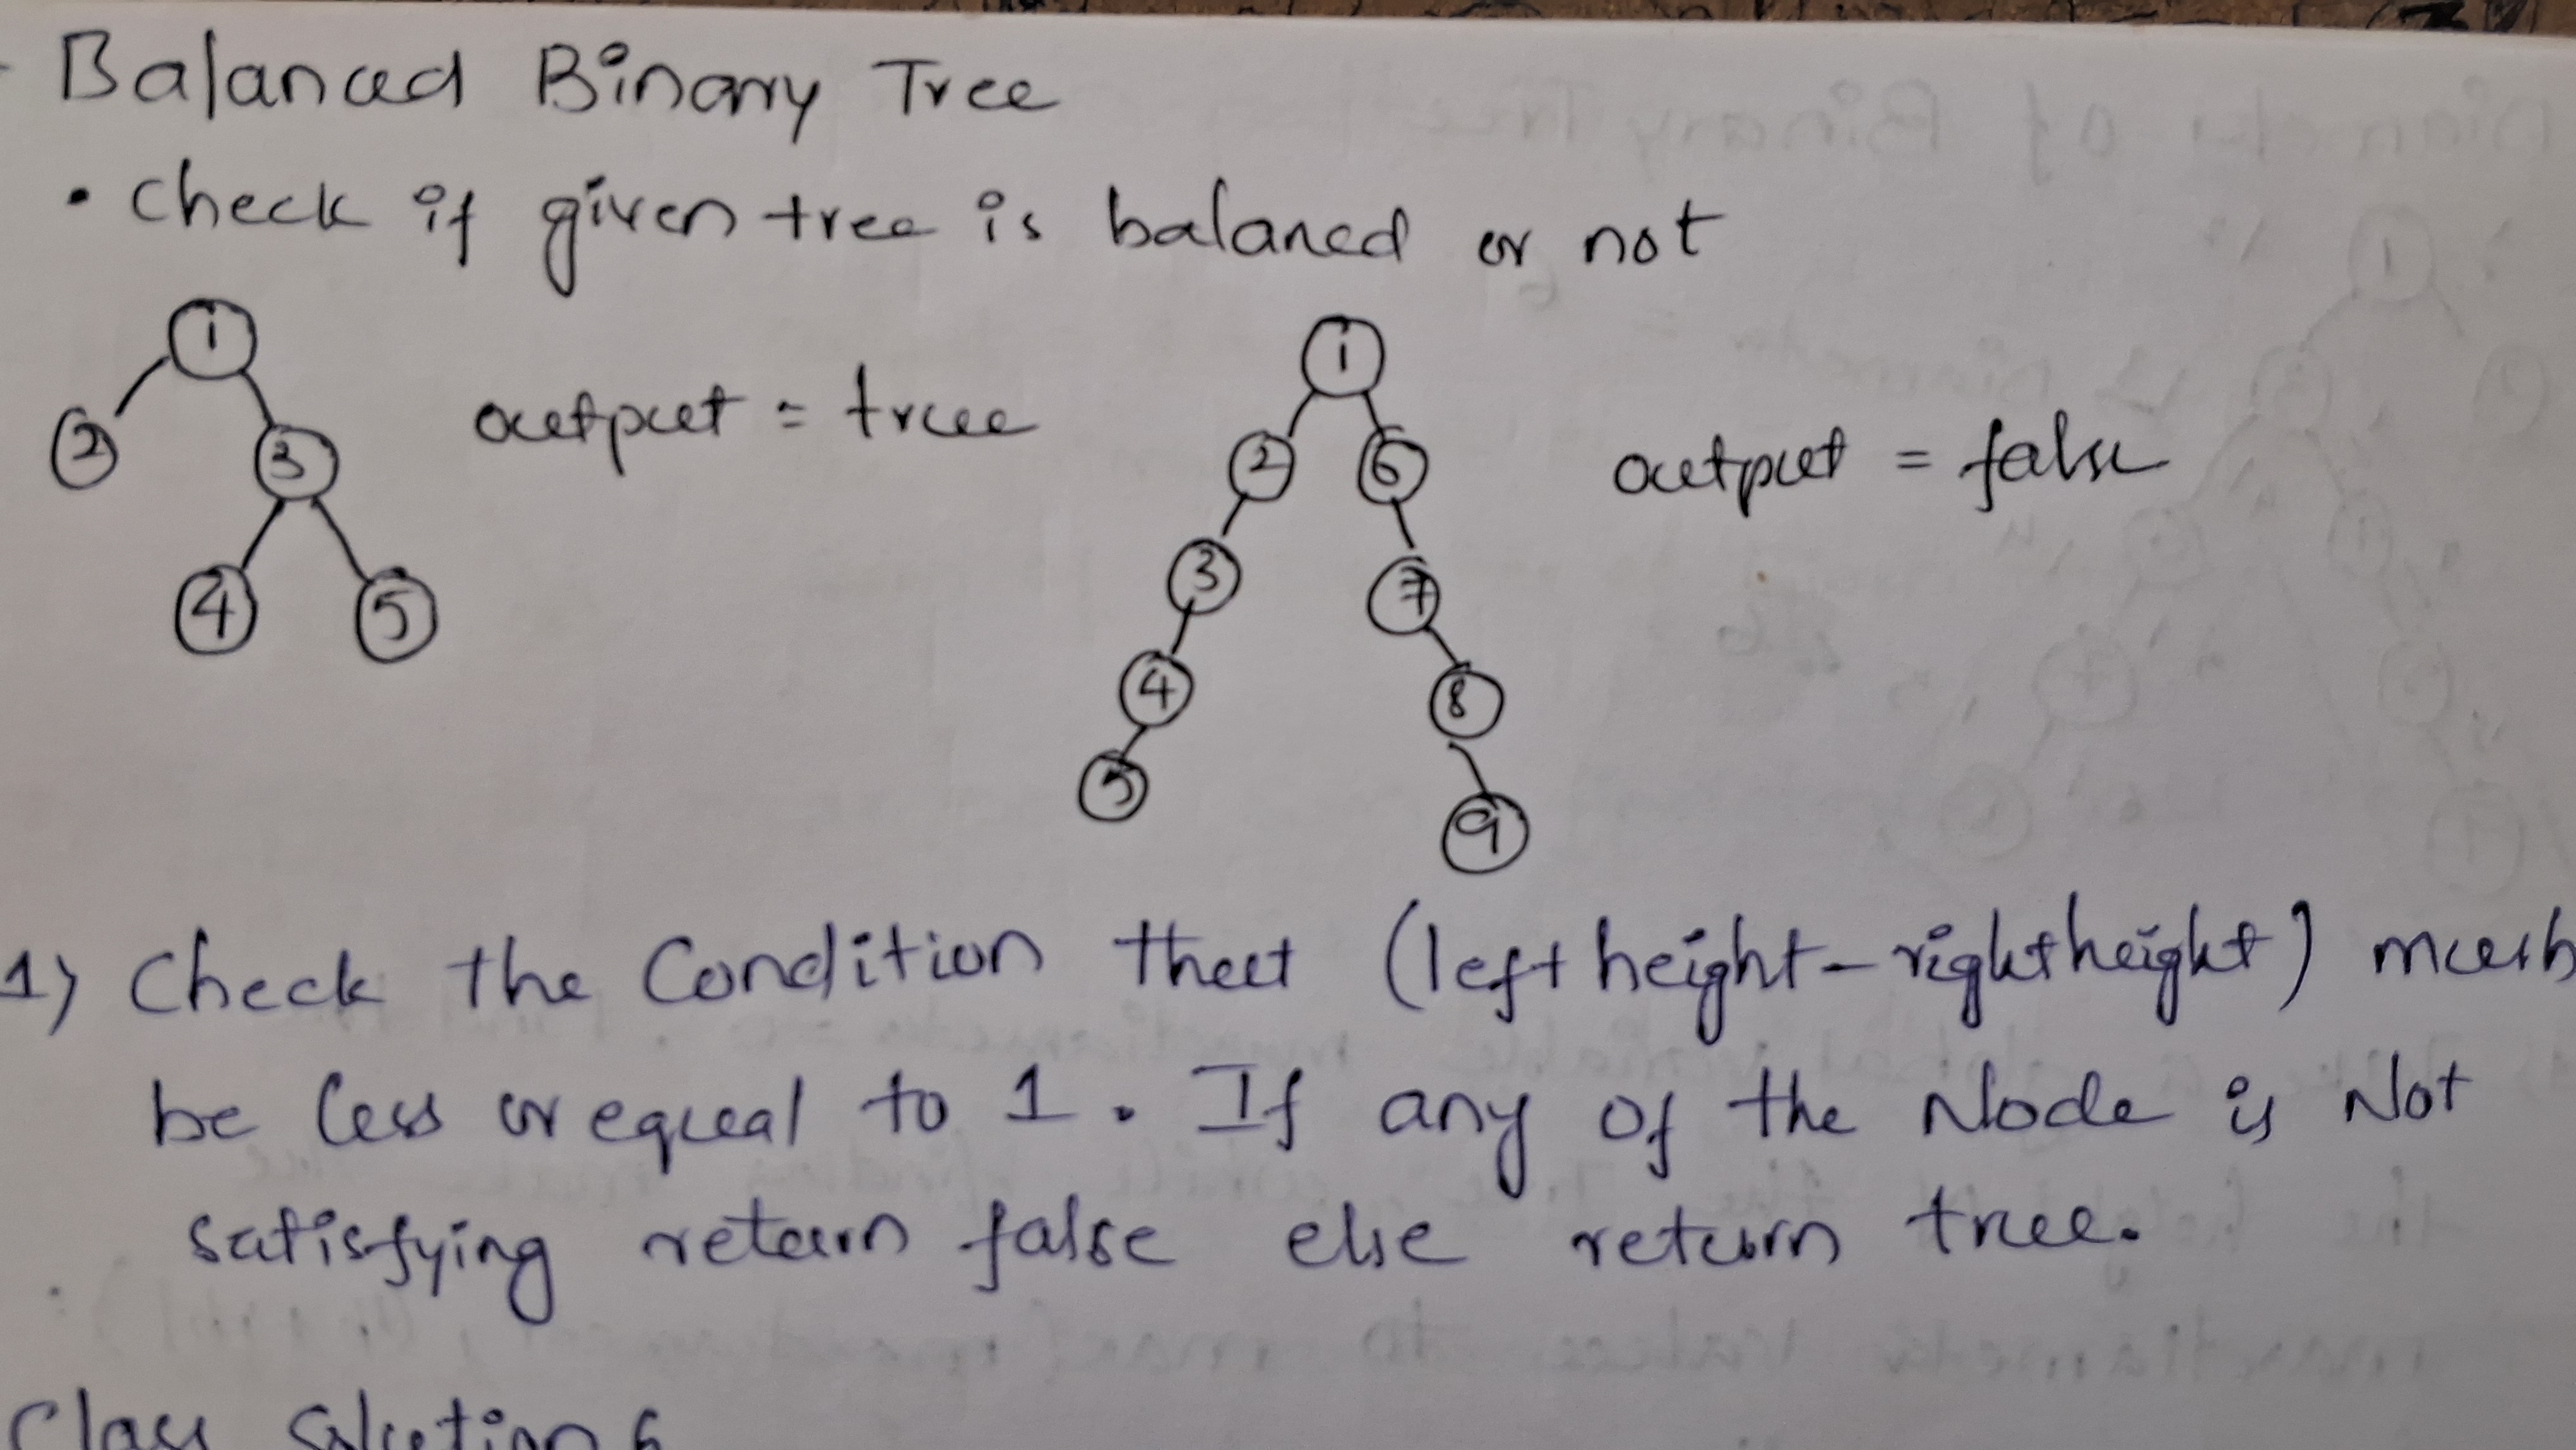 Balanced Binary Tree
• Check if given tree is balaned or not
1
2 3
4 5
output = true
1
2 6
3 7
4 8
5 9
output = false
1) Check the Condition that (left height - right height) must
be less or equal to 1. If any of the Node is Not
satisfying return false else return true.
Class Solution {